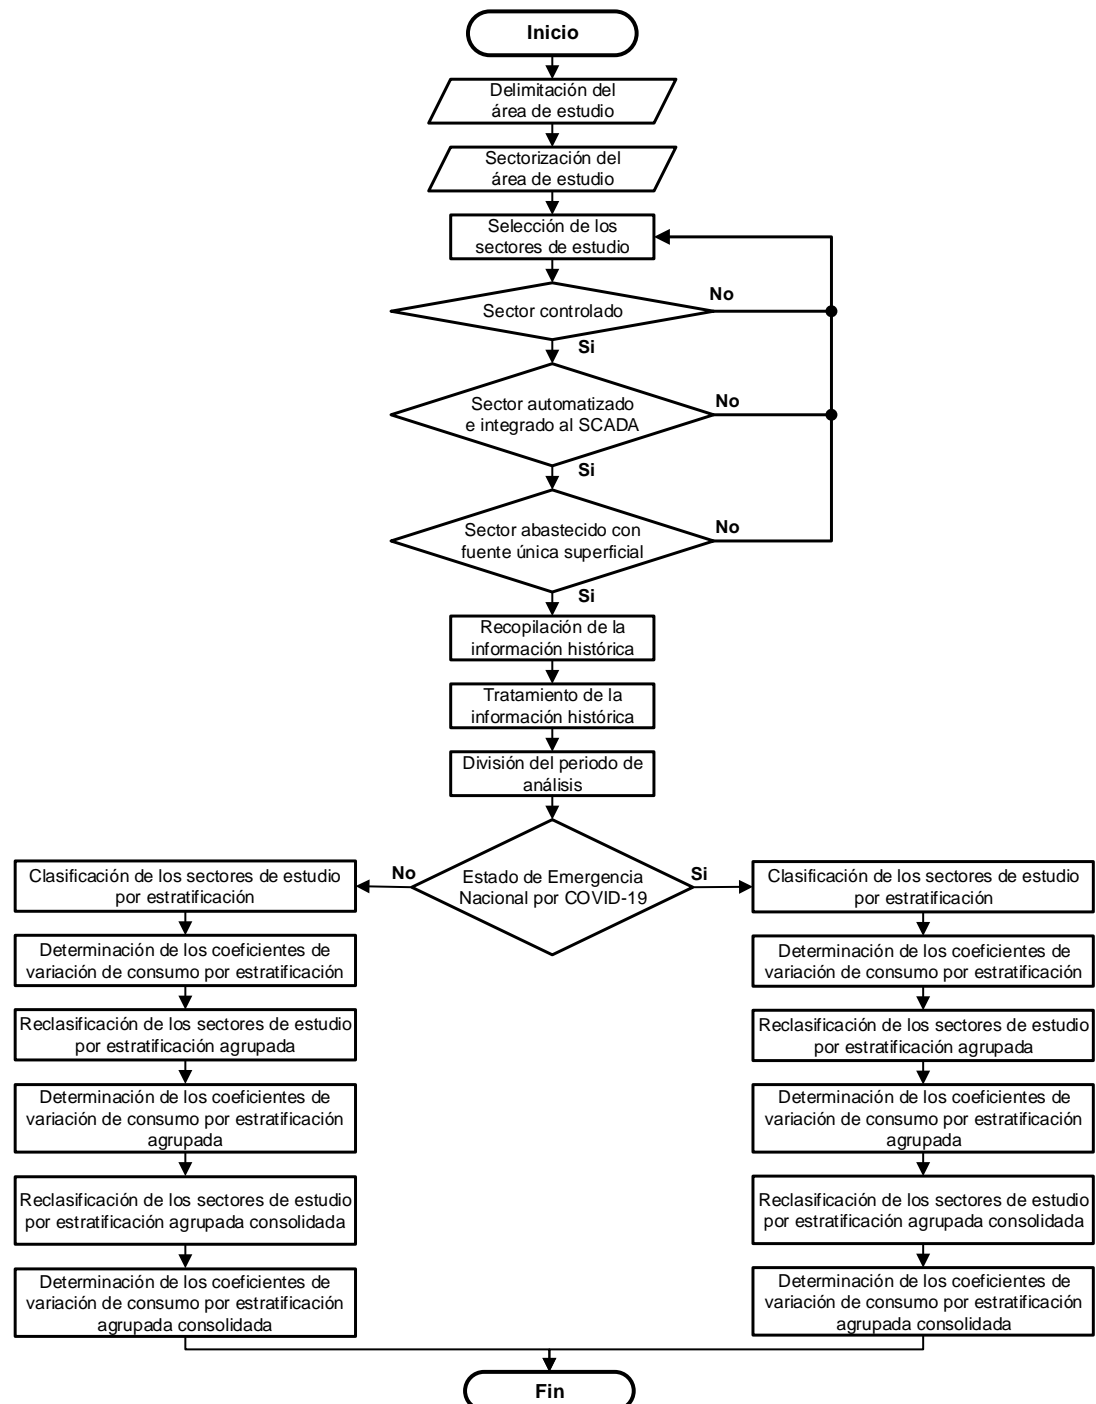 Inicio
Delimitación del
área de estudio
Sectorización del
área de estudio
Selección de los
sectores de estudio
Sector controlado
No
Si
Sector automatizado
e integrado al SCADA
No
Si
Sector abastecido con
fuente única superficial
No
Si
Recopilación de la
información histórica
Tratamiento de la
información histórica
División del periodo de
análisis
Estado de Emergencia
Nacional por COVID-19
No
Si
Clasificación de los sectores de estudio
por estratificación
Determinación de los coeficientes de
variación de consumo por estratificación
Reclasificación de los sectores de estudio
por estratificación agrupada
Determinación de los coeficientes de
variación de consumo por estratificación
agrupada
Reclasificación de los sectores de estudio
por estratificación agrupada consolidada
Determinación de los coeficientes de
variación de consumo por estratificación
agrupada consolidada
Clasificación de los sectores de estudio
por estratificación
Determinación de los coeficientes de
variación de consumo por estratificación
Reclasificación de los sectores de estudio
por estratificación agrupada
Determinación de los coeficientes de
variación de consumo por estratificación
agrupada
Reclasificación de los sectores de estudio
por estratificación agrupada consolidada
Determinación de los coeficientes de
variación de consumo por estratificación
agrupada consolidada
Fin